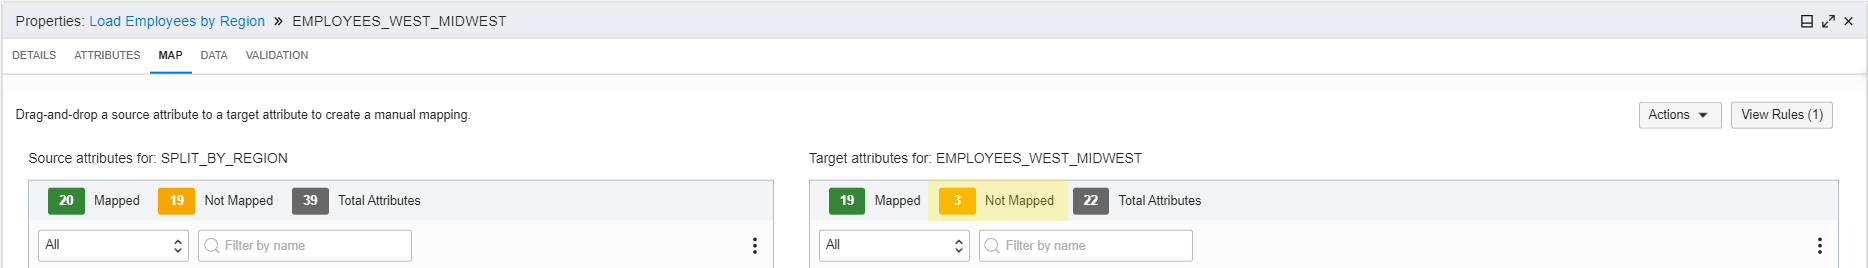 Properties: Load Employees by Region » EMPLOYEES_WEST_MIDWEST
DETAILS ATTRIBUTES MAP DATA VALIDATION
Drag-and-drop a source attribute to a target attribute to create a manual mapping.
Actions View Rules (1)
Source attributes for: SPLIT_BY_REGION
20 Mapped 19 Not Mapped 39 Total Attributes
All Filter by name
Target attributes for: EMPLOYEES_WEST_MIDWEST
19 Mapped 3 Not Mapped 22 Total Attributes
All Filter by name